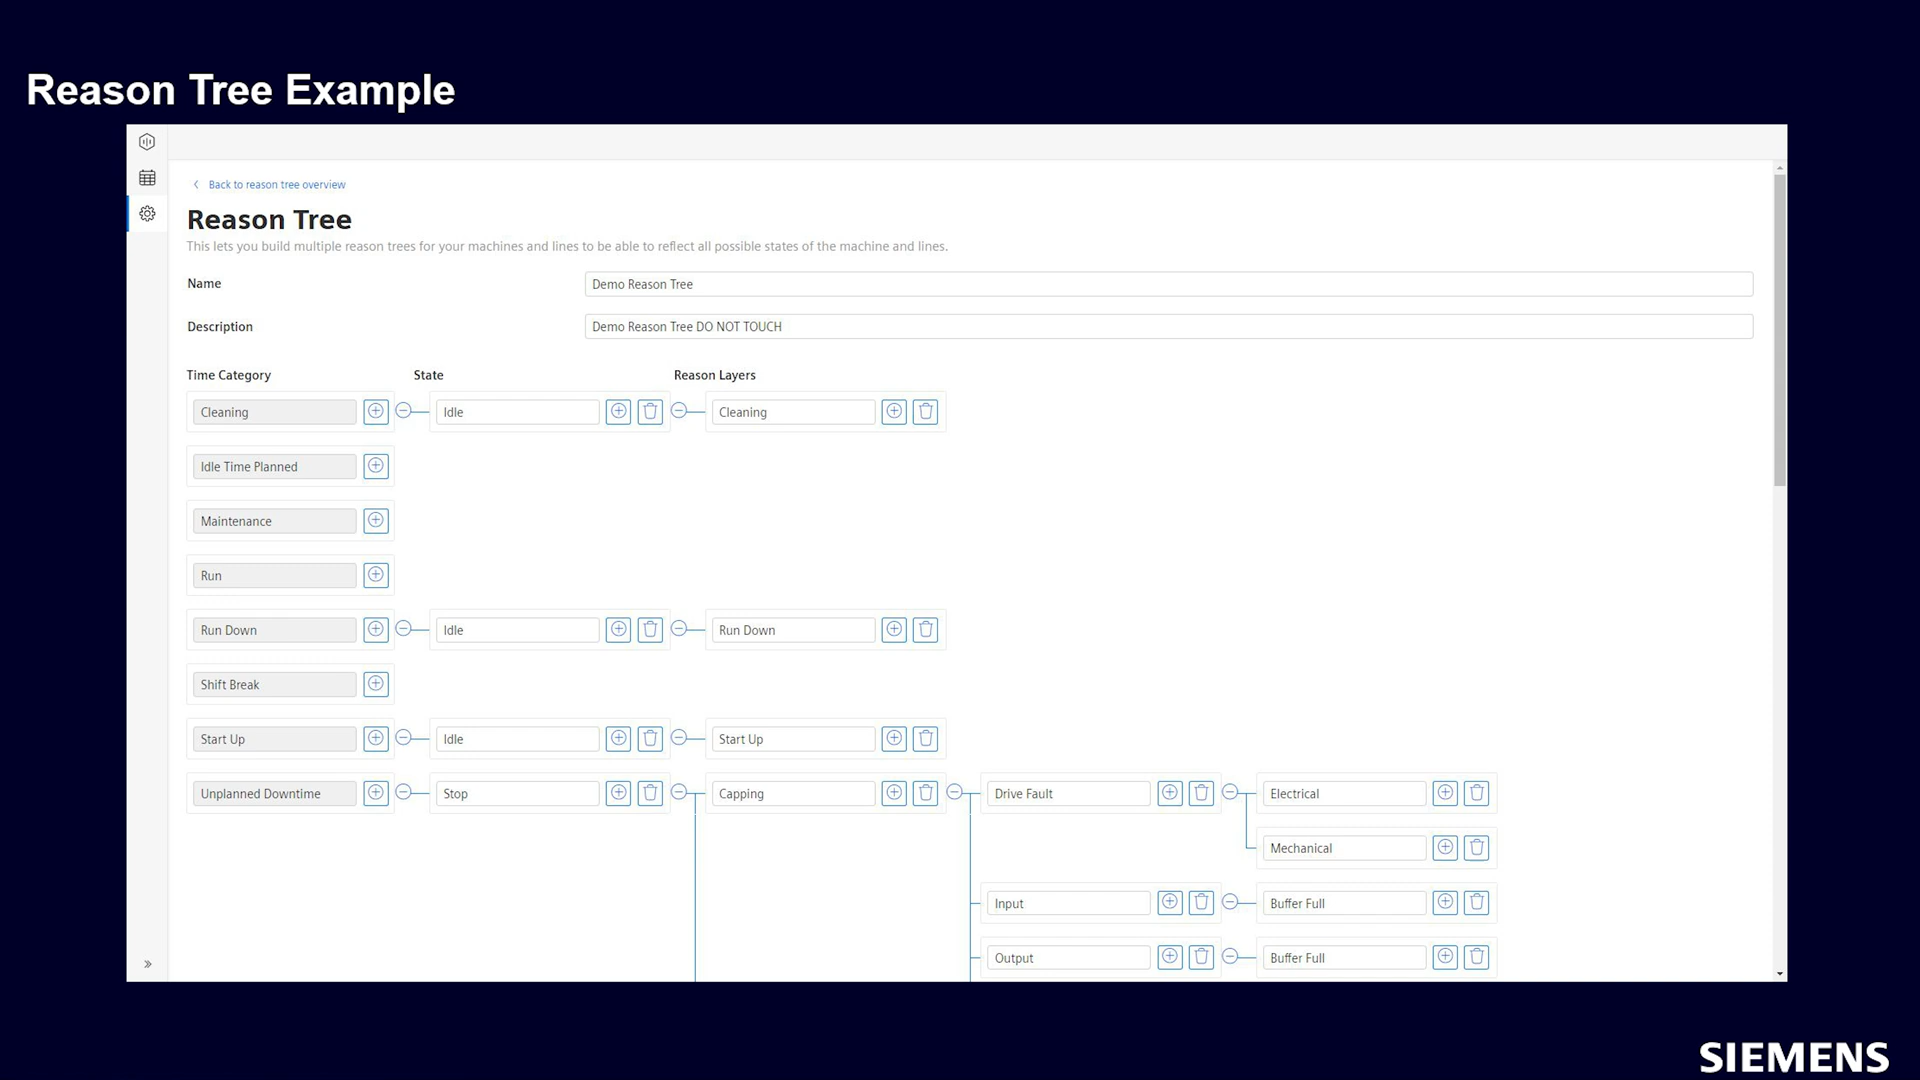 Reason Tree Example
Back to reason tree overview
Reason Tree
This lets you build multiple reason trees for your machines and lines to be able to reflect all possible states of the machine and lines.
Name Demo Reason Tree
Description Demo Reason Tree DO NOT TOUCH
Time Category State Reason Layers
Cleaning Idle Cleaning
Idle Time Planned
Maintenance
Run
Run Down Idle Run Down
Shift Break
Start Up Idle Start Up
Unplanned Downtime Stop Capping Drive Fault Electrical
Mechanical
Input Buffer Full
Output Buffer Full
SIEMENS